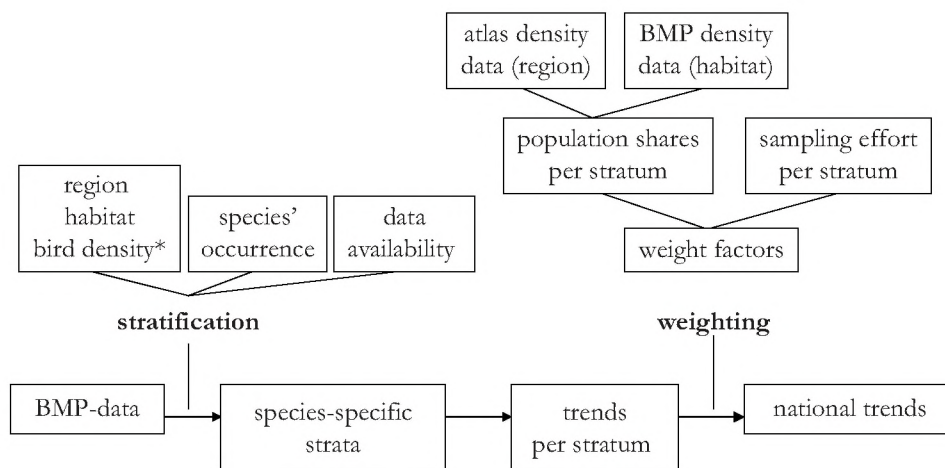 atlas density
data (region)
BMP density
data (habitat)
population shares
per stratum
sampling effort
per stratum
region
habitat
bird density*
species’
occurrence
data
availability
weight factors
stratification
weighting
BMP-data
species-specific
strata
trends
per stratum
national trends